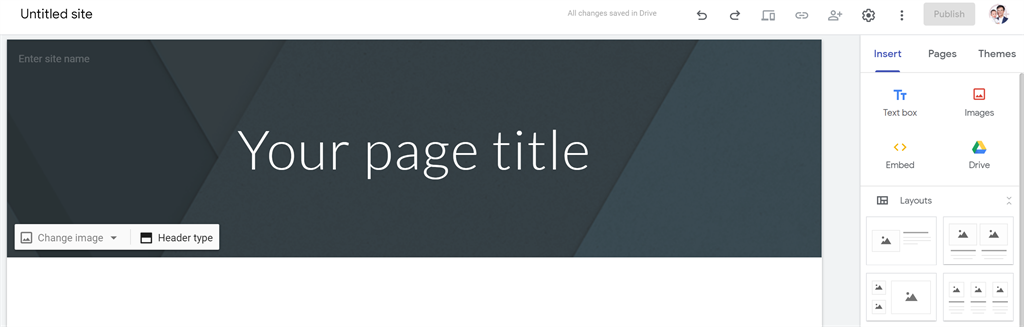 Untitled site
All changes saved in Drive
Publish
Enter site name
Your page title
Change image
Header type
Insert
Pages
Themes
Tt
Text box
Images
Embed
Drive
Layouts